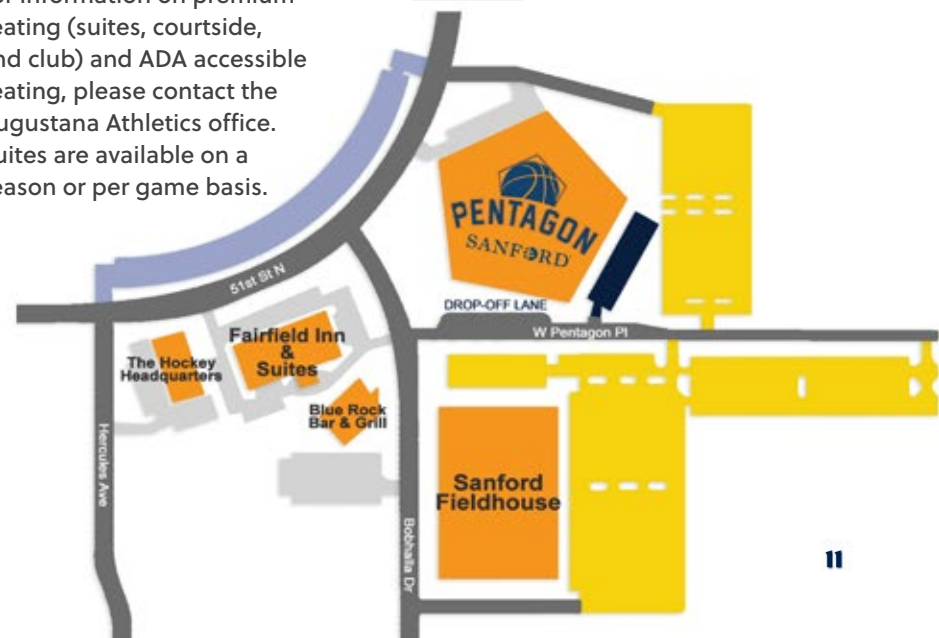 or information on premium
eating (suites, courtside,
nd club) and ADA accessible
eating, please contact the
ugustana Athletics office.
uites are available on a
eason or per game basis.
PENTAGON
SANFORD
DROP-OFF LANE
W Pentagon Pl
51st St N
Fairfield Inn
&
Suites
The Hockey
Headquarters
Blue Rock
Bar & Grill
Hercules Ave
Sanford
Fieldhouse
Bobhalla Dr
11